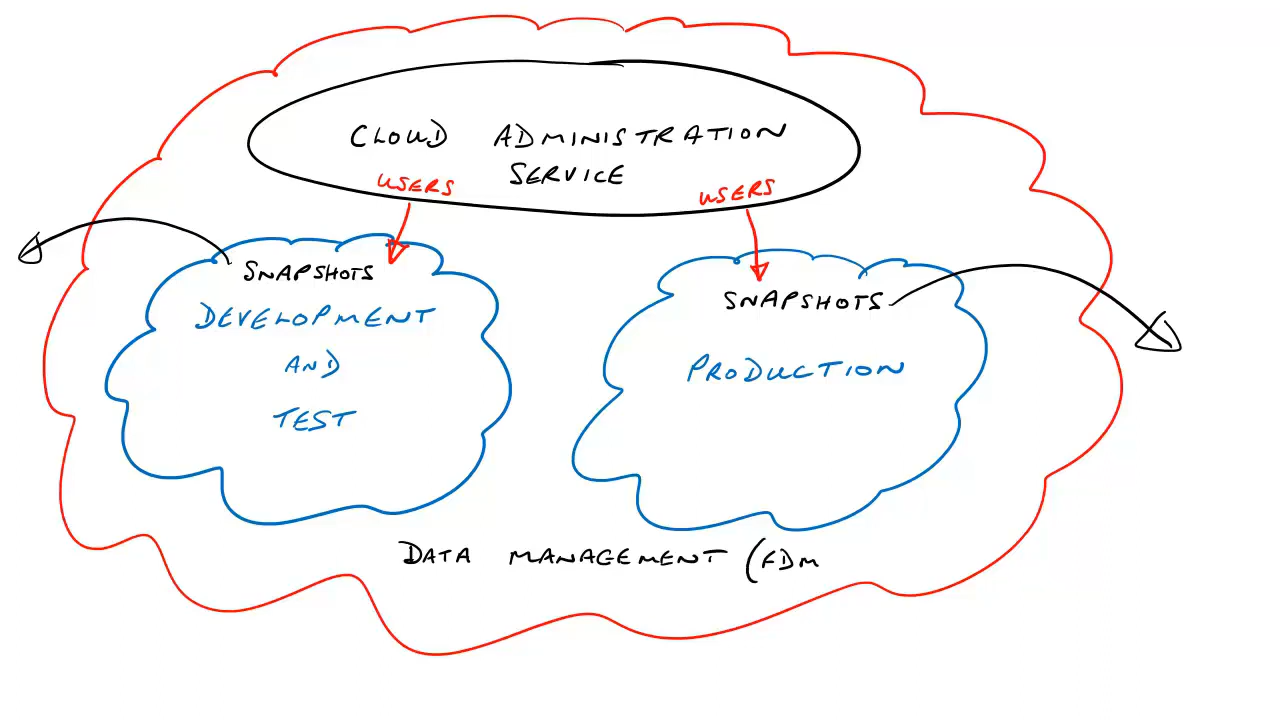 CLOUD ADMINISTRATION
SERVICE
USERS
USERS
SNAPSHOTS
DEVELOPMENT
AND
TEST
SNAPSHOTS
PRODUCTION
DATA MANAGEMENT (FDM